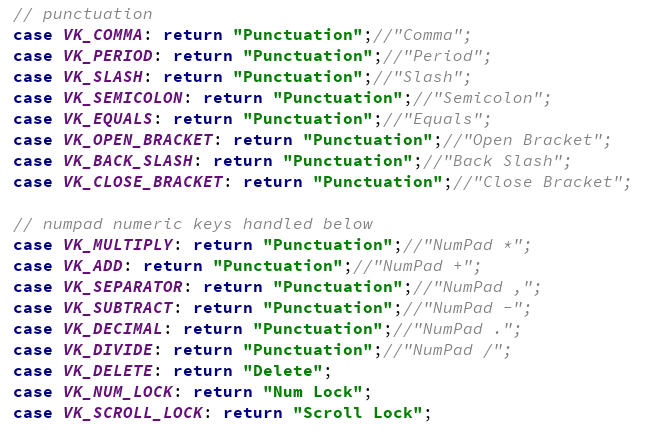 // punctuation
case VK_COMMA: return "Punctuation";//"Comma";
case VK_PERIOD: return "Punctuation";//"Period";
case VK_SLASH: return "Punctuation";//"Slash";
case VK_SEMICOLON: return "Punctuation";//"Semicolon";
case VK_EQUALS: return "Punctuation";//"Equals";
case VK_OPEN_BRACKET: return "Punctuation";//"Open Bracket";
case VK_BACK_SLASH: return "Punctuation";//"Back Slash";
case VK_CLOSE_BRACKET: return "Punctuation";//"Close Bracket";
// numpad numeric keys handled below
case VK_MULTIPLY: return "Punctuation";//"NumPad *";
case VK_ADD: return "Punctuation";//"NumPad +";
case VK_SEPARATOR: return "Punctuation";//"NumPad ,";
case VK_SUBTRACT: return "Punctuation";//"NumPad -";
case VK_DECIMAL: return "Punctuation";//"NumPad .";
case VK_DIVIDE: return "Punctuation";//"NumPad /";
case VK_DELETE: return "Delete";
case VK_NUM_LOCK: return "Num Lock";
case VK_SCROLL_LOCK: return "Scroll Lock";